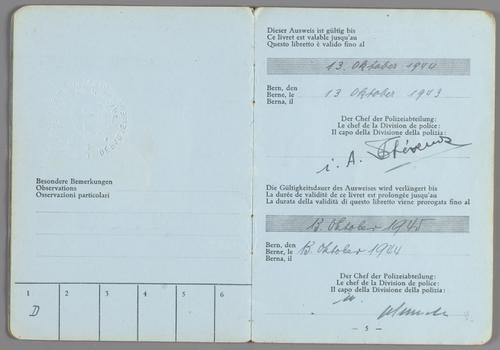 Besondere Bemerkungen
Observations
Osservazioni particolari
1 2 3 4 5 6
D
Dieser Ausweis ist gültig bis
Ce livret est valable jusqu'au
Questo libretto è valido fino al
13. Oktober 1944
Bern, den
Berne, le 13 Oktober 1943
Berna, il
Der Chef der Polizeiabteilung:
Le chef de la Division de police:
Il capo della Divisione della polizia:
i. A.
Die Gültigkeitsdauer des Ausweises wird verlängert bis
La durée de validité de ce livret est prolongée jusqu'au
La durata della validità di questo libretto viene prorogata fino al
13. Oktober 1945
Bern, den
Berne, le 13. Oktober 1944
Berna, il
Der Chef der Polizeiabteilung:
Le chef de la Division de police:
Il capo della Divisione della polizia:
— 5 —